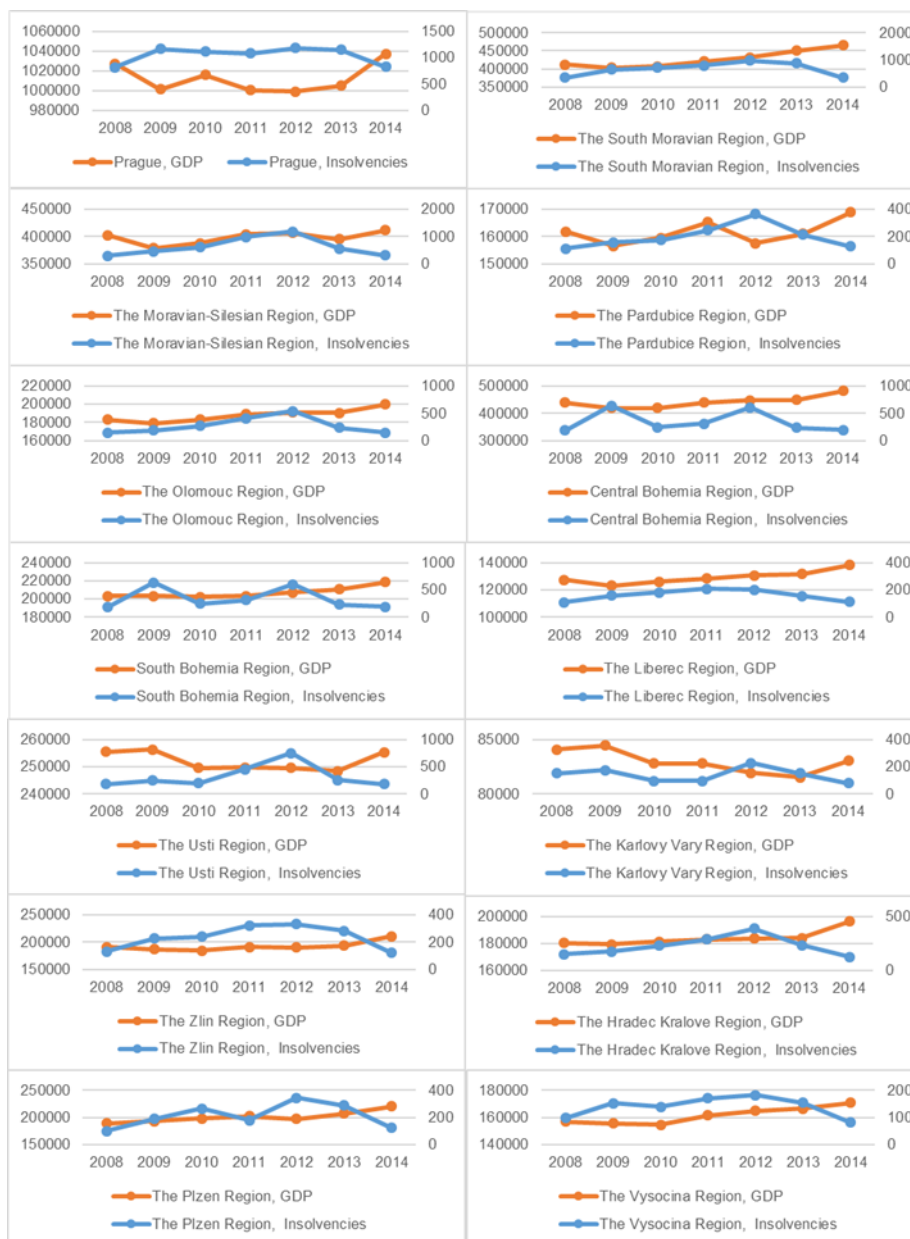 1060000 1500
1040000
1020000 1000
1000000 500
980000 0
2008 2009 2010 2011 2012 2013 2014
Prague, GDP Prague, Insolvencies
500000 2000
450000
400000 1000
350000 0
2008 2009 2010 2011 2012 2013 2014
The South Moravian Region, GDP
The South Moravian Region, Insolvencies
450000 2000
400000 1000
350000 0
2008 2009 2010 2011 2012 2013 2014
The Moravian-Silesian Region, GDP
The Moravian-Silesian Region, Insolvencies
170000 400
160000 200
150000 0
2008 2009 2010 2011 2012 2013 2014
The Pardubice Region, GDP
The Pardubice Region, Insolvencies
220000 1000
200000
180000 500
160000 0
2008 2009 2010 2011 2012 2013 2014
The Olomouc Region, GDP
The Olomouc Region, Insolvencies
500000 1000
400000 500
300000 0
2008 2009 2010 2011 2012 2013 2014
Central Bohemia Region, GDP
Central Bohemia Region, Insolvencies
240000 1000
220000
200000 500
180000 0
2008 2009 2010 2011 2012 2013 2014
South Bohemia Region, GDP
South Bohemia Region, Insolvencies
140000 400
120000 200
100000 0
2008 2009 2010 2011 2012 2013 2014
The Liberec Region, GDP
The Liberec Region, Insolvencies
260000 1000
250000 500
240000 0
2008 2009 2010 2011 2012 2013 2014
The Usti Region, GDP
The Usti Region, Insolvencies
85000 400
200
80000 0
2008 2009 2010 2011 2012 2013 2014
The Karlovy Vary Region, GDP
The Karlovy Vary Region, Insolvencies
250000 400
200000 200
150000 0
2008 2009 2010 2011 2012 2013 2014
The Zlin Region, GDP
The Zlin Region, Insolvencies
200000 500
180000
160000 0
2008 2009 2010 2011 2012 2013 2014
The Hradec Kralove Region, GDP
The Hradec Kralove Region, Insolvencies
250000 400
200000 200
150000 0
2008 2009 2010 2011 2012 2013 2014
The Plzen Region, GDP
The Plzen Region, Insolvencies
180000 200
160000 100
140000 0
2008 2009 2010 2011 2012 2013 2014
The Vysocina Region, GDP
The Vysocina Region, Insolvencies